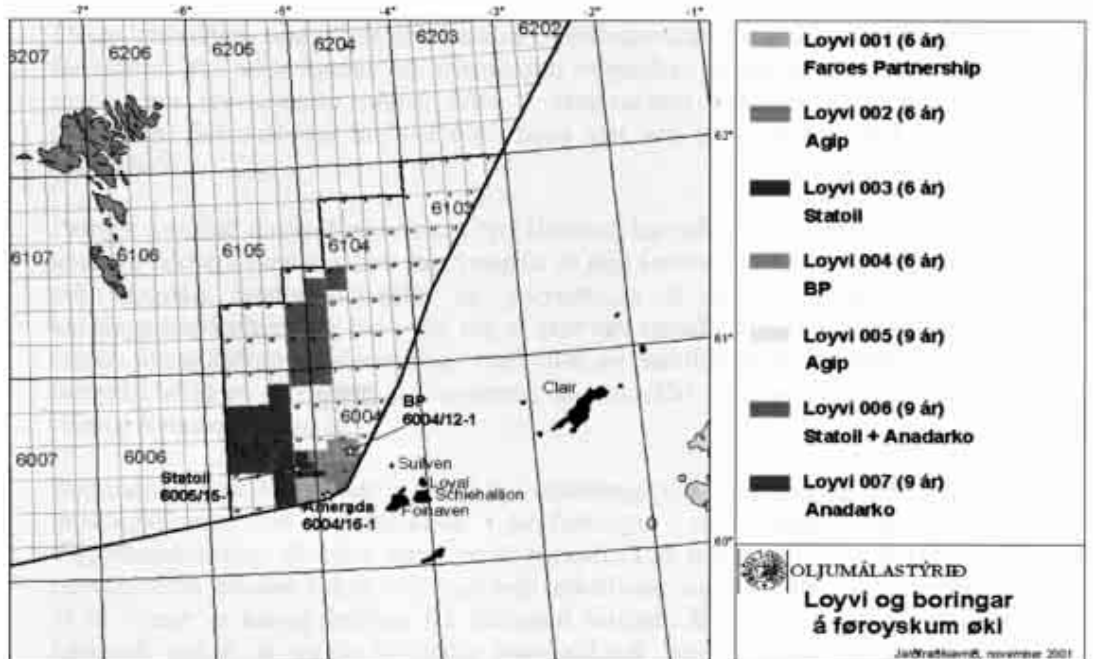 -6°
-5°
-4°
-3°
-2°
-1°
6207
6206
6205
6204
6203
6202
62°
6107
6106
6105
6104
6103
61°
6007
6006
6004
BP
6004/12-1
Clair
Statoil
6005/15-1
Amerada
6004/16-1
Suilven
Loyal
Schiehallion
Foinaven
60°
Loyvi 001 (6 ár)
Faroes Partnership
Loyvi 002 (6 ár)
Agip
Loyvi 003 (6 ár)
Statoil
Loyvi 004 (6 ár)
BP
Loyvi 005 (9 ár)
Agip
Loyvi 006 (9 ár)
Statoil + Anadarko
Loyvi 007 (9 ár)
Anadarko
OLJUMÁLASTÝRIÐ
Loyvi og boringar
á føroyskum øki
november 2001